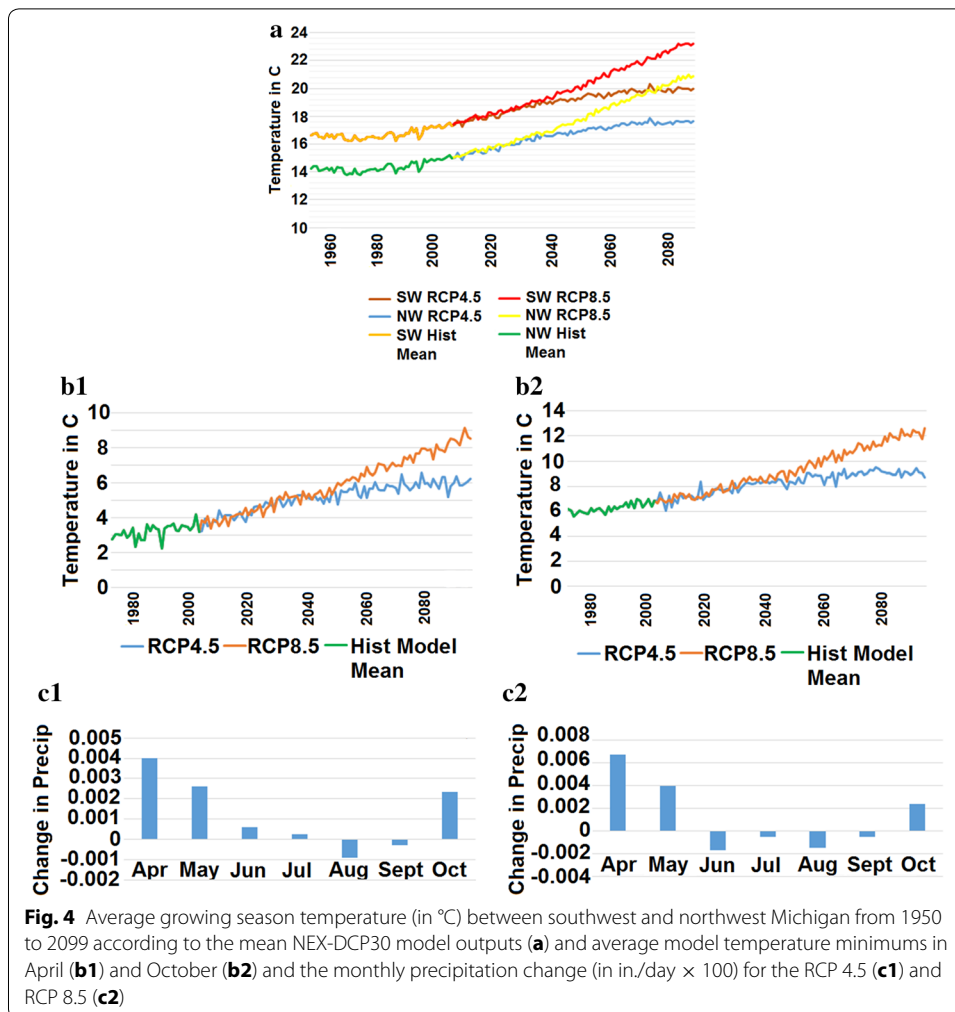 a
24
22
20
18
16
14
12
10
Temperature in C
1960
1980
2000
2020
2040
2060
2080
SW RCP4.5
SW RCP8.5
NW RCP4.5
NW RCP8.5
SW Hist
Mean
NW Hist
Mean
b1
10
8
6
4
2
0
Temperature in C
1980
2000
2020
2040
2060
2080
RCP4.5
RCP8.5
Hist Model
Mean
b2
14
12
10
8
6
4
2
0
Temperature in C
1980
2000
2020
2040
2060
2080
RCP4.5
RCP8.5
Hist Model
Mean
c1
0.005
0.004
0.003
0.002
0.001
0
-0.001
-0.002
Change in Precip
Apr May Jun Jul Aug Sept Oct
c2
0.008
0.006
0.004
0.002
0
-0.002
-0.004
Change in Precip
Apr May Jun Jul Aug Sept Oct
Fig. 4 Average growing season temperature (in °C) between southwest and northwest Michigan from 1950
to 2099 according to the mean NEX-DCP30 model outputs (a) and average model temperature minimums in
April (b1) and October (b2) and the monthly precipitation change (in in./day × 100) for the RCP 4.5 (c1) and
RCP 8.5 (c2)